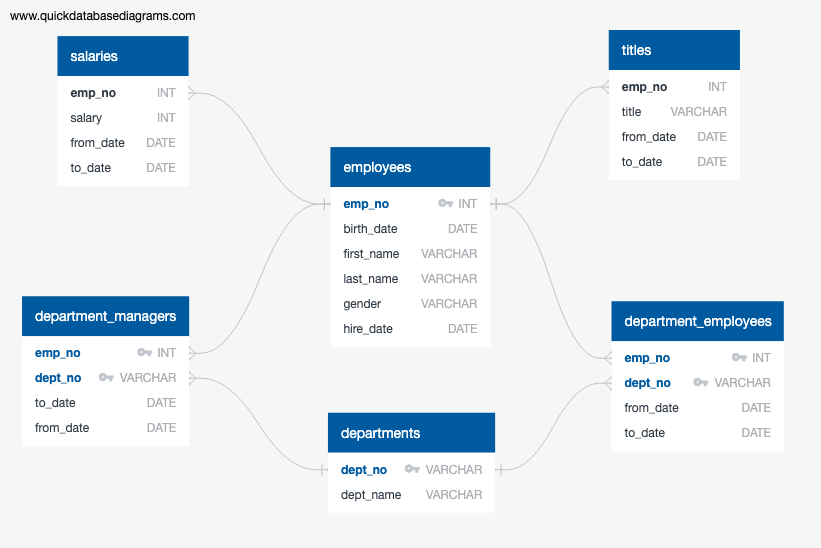 www.quickdatabasediagrams.com
salaries
emp_no INT
salary INT
from_date DATE
to_date DATE
titles
emp_no INT
title VARCHAR
from_date DATE
to_date DATE
employees
emp_no INT
birth_date DATE
first_name VARCHAR
last_name VARCHAR
gender VARCHAR
hire_date DATE
department_managers
emp_no INT
dept_no VARCHAR
to_date DATE
from_date DATE
department_employees
emp_no INT
dept_no VARCHAR
from_date DATE
to_date DATE
departments
dept_no VARCHAR
dept_name VARCHAR